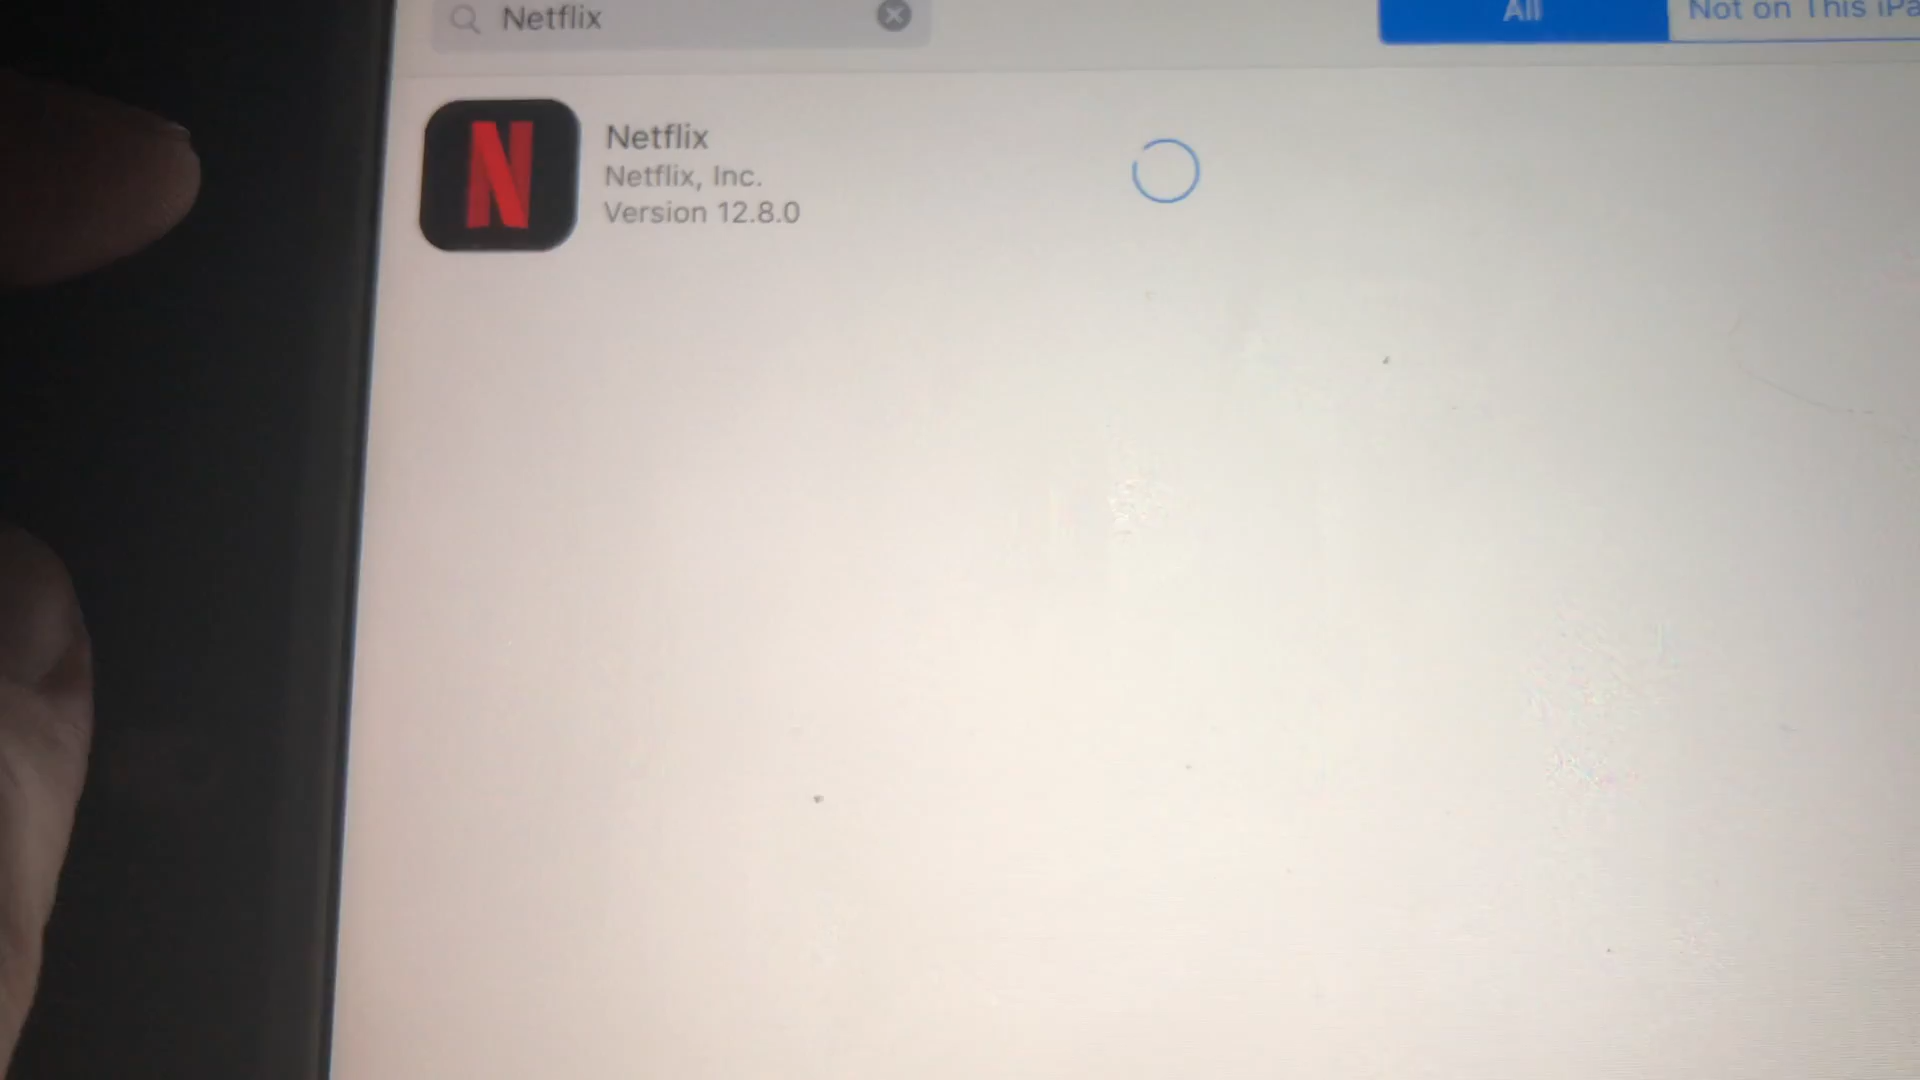 Netflix
All
Not on This iPa
Netflix
Netflix, Inc.
Version 12.8.0